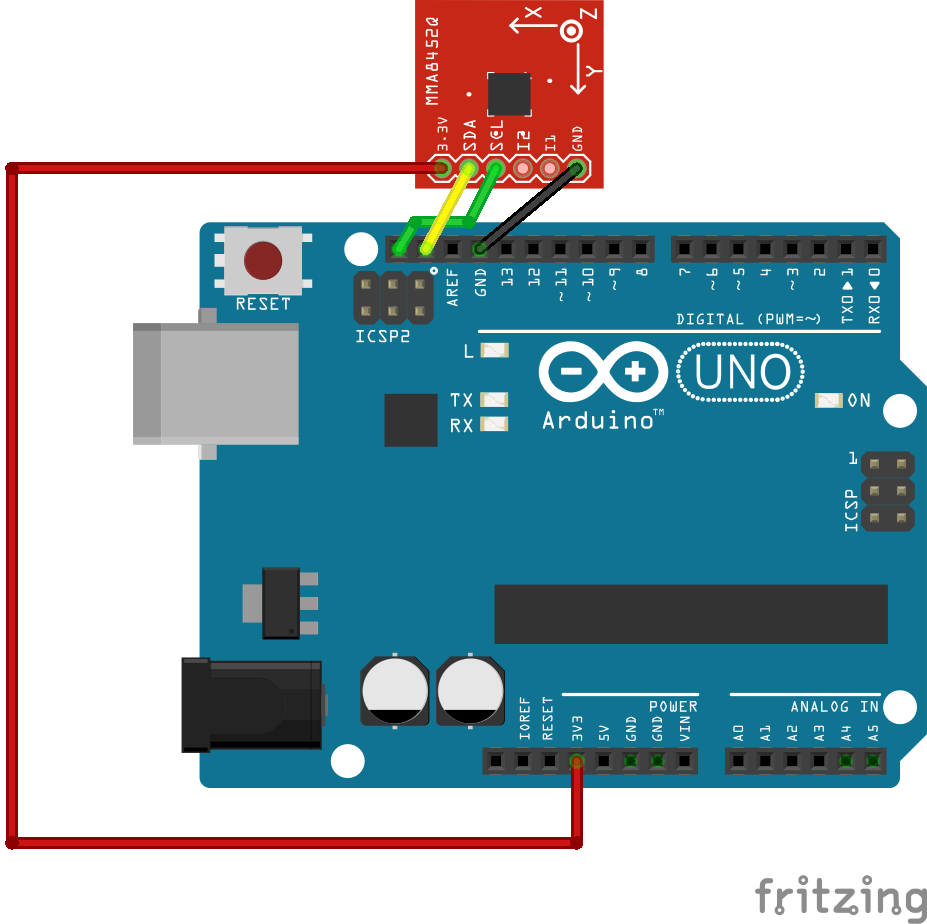 MMA8452Q
X
Z
Y
3.3V
SDA
SCL
I2
I1
GND
RESET
ICSP2
AREF
GND
13
12
~11
~10
~9
8
7
~6
~5
4
~3
2
TX0▶1
RX0◀0
DIGITAL (PWM=~)
L
TX
RX
UNO
Arduino™
ON
1
ICSP
IOREF
RESET
3V3
5V
GND
GND
VIN
POWER
A0
A1
A2
A3
A4
A5
ANALOG IN
fritzing